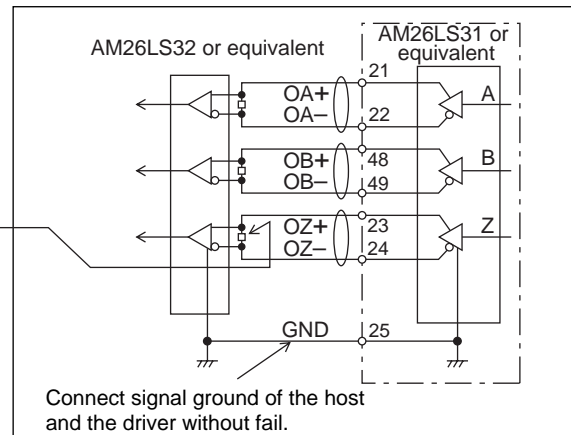 AM26LS32 or equivalent
AM26LS31 or
equivalent
21
OA+
OA−
22
A
OB+
48
OB−
49
B
OZ+
23
OZ−
24
Z
GND
25
Connect signal ground of the host
and the driver without fail.